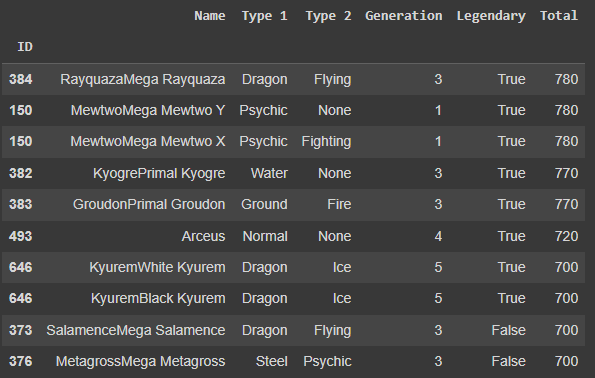 Name Type 1 Type 2 Generation Legendary Total
ID
384 RayquazaMega Rayquaza Dragon Flying 3 True 780
150 MewtwoMega Mewtwo Y Psychic None 1 True 780
150 MewtwoMega Mewtwo X Psychic Fighting 1 True 780
382 KyogrePrimal Kyogre Water None 3 True 770
383 GroudonPrimal Groudon Ground Fire 3 True 770
493 Arceus Normal None 4 True 720
646 KyuremWhite Kyurem Dragon Ice 5 True 700
646 KyuremBlack Kyurem Dragon Ice 5 True 700
373 SalamenceMega Salamence Dragon Flying 3 False 700
376 MetagrossMega Metagross Steel Psychic 3 False 700